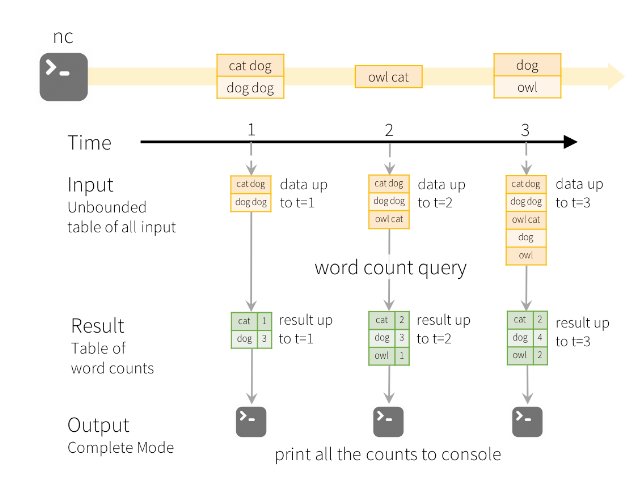 nc
cat dog
dog dog
owl cat
dog
owl
Time
1
2
3
Input
Unbounded
table of all input
cat dog
dog dog
data up
to t=1
cat dog
dog dog
owl cat
data up
to t=2
cat dog
dog dog
owl cat
dog
owl
data up
to t=3
word count query
Result
Table of
word counts
cat 1
dog 3
result up
to t=1
cat 2
dog 3
owl 1
result up
to t=2
cat 2
dog 4
owl 2
result up
to t=3
Output
Complete Mode
print all the counts to console